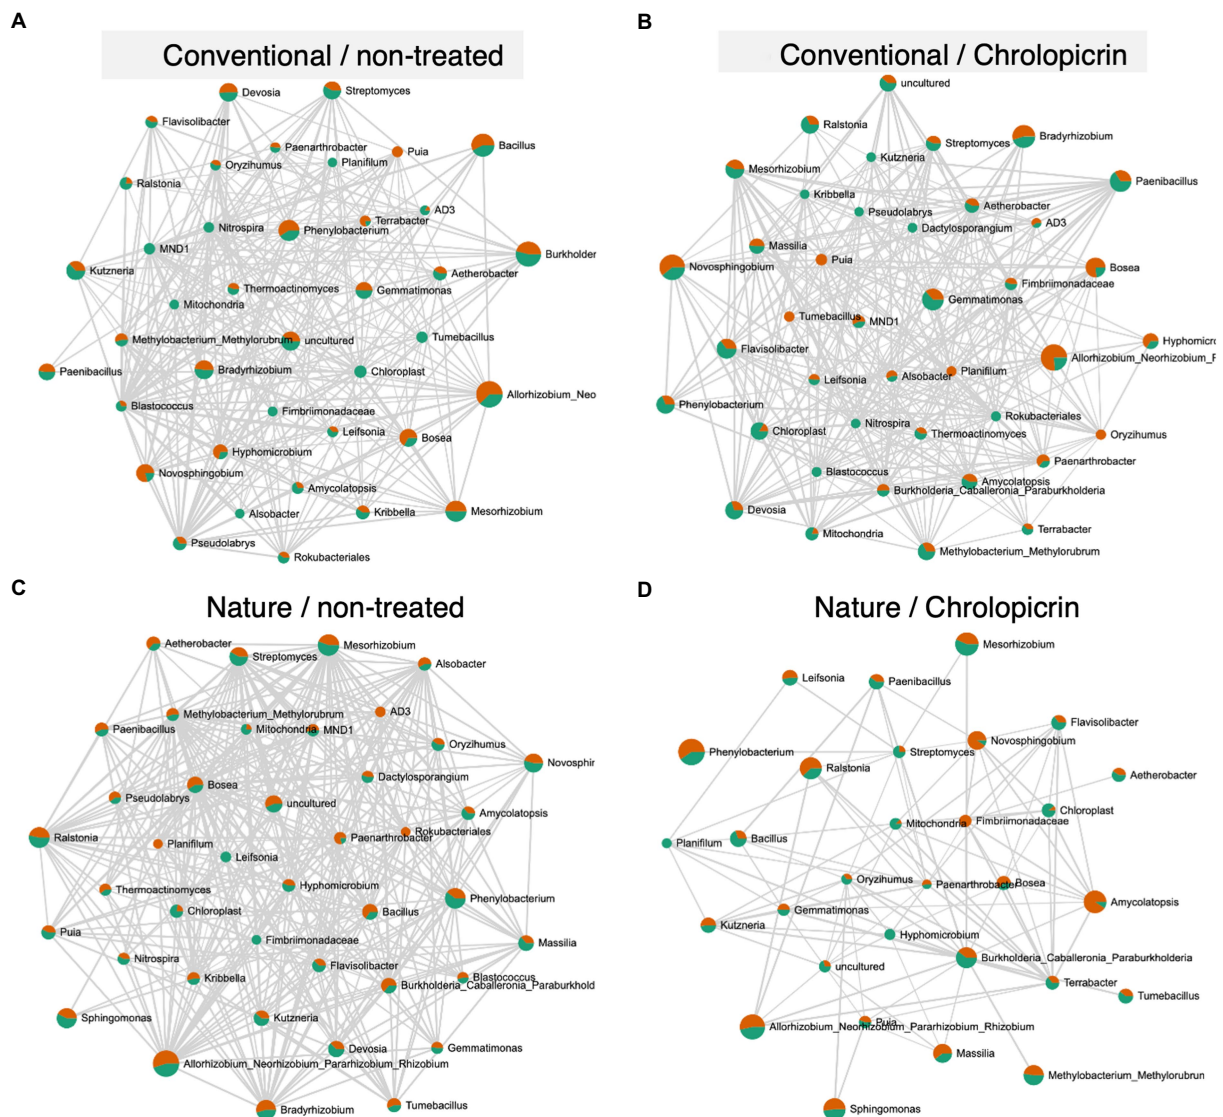 A
Conventional / non-treated
Devosia
Streptomyces
Flavisolibacter
Bacillus
Paenarthrobacter
Puia
Planifilum
Oryzihumus
Ralstonia
AD3
Terrabacter
Nitrospira
Phenylobacterium
MND1
Burkholder
Kutzneria
Aetherobacter
Thermoactinomyces
Gemmatimonas
Mitochondria
Methylobacterium_Methylorubrum
uncultured
Tumebacillus
Paenibacillus
Bradyrhizobium
Chloroplast
Allorhizobium_Neo
Blastococcus
Fimbriimonadaceae
Leifsonia
Bosea
Hyphomicrobium
Novosphingobium
Amycolatopsis
Alsobacter
Kribbella
Mesorhizobium
Pseudolabrys
Rokubacteriales
B
Conventional / Chrolopicrin
uncultured
Ralstonia
Bradyrhizobium
Streptomyces
Kutzneria
Mesorhizobium
Paenibacillus
Kribbella
Aetherobacter
Pseudolabrys
AD3
Dactylosporangium
Massilia
Puia
Novosphingobium
Bosea
Fimbriimonadaceae
Gemmatimonas
Tumebacillus
MND1
Hyphomicro
Flavisolibacter
Allorhizobium_Neorhizobium_P
Planifilum
Leifsonia
Alsobacter
Phenylobacterium
Rokubacteriales
Nitrospira
Chloroplast
Thermoactinomyces
Oryzihumus
Paenarthrobacter
Blastococcus
Amycolatopsis
Burkholderia_Caballeronia_Paraburkholderia
Devosia
Terrabacter
Mitochondria
Methylobacterium_Methylorubrum
C
Nature / non-treated
Aetherobacter
Mesorhizobium
Streptomyces
Alsobacter
AD3
Methylobacterium_Methylorubrum
Paenibacillus
Mitochondria
MND1
Oryzihumus
Novosphir
Dactylosporangium
Bosea
Pseudolabrys
uncultured
Amycolatopsis
Rokubacteriales
Ralstonia
Paenarthrobacter
Planifilum
Leifsonia
Hyphomicrobium
Thermoactinomyces
Phenylobacterium
Chloroplast
Bacillus
Puia
Fimbriimonadaceae
Massilia
Nitrospira
Flavisolibacter
Kribbella
Blastococcus
Burkholderia_Caballeronia_Paraburkhold
Sphingomonas
Kutzneria
Devosia
Gemmatimonas
Allorhizobium_Neorhizobium_Pararhizobium_Rhizobium
Tumebacillus
Bradyrhizobium
D
Nature / Chrolopicrin
Mesorhizobium
Leifsonia
Paenibacillus
Flavisolibacter
Novosphingobium
Phenylobacterium
Streptomyces
Ralstonia
Aetherobacter
Chloroplast
Mitochondria
Fimbriimonadaceae
Planifilum
Bacillus
Oryzihumus
Paenarthrobacter
Bosea
Amycolatopsis
Gemmatimonas
Kutzneria
Hyphomicrobium
Burkholderia_Caballeronia_Paraburkholderia
uncultured
Terrabacter
Tumebacillus
Puia
Allorhizobium_Neorhizobium_Pararhizobium_Rhizobium
Massilia
Methylobacterium_Methylorubrun
Sphingomonas